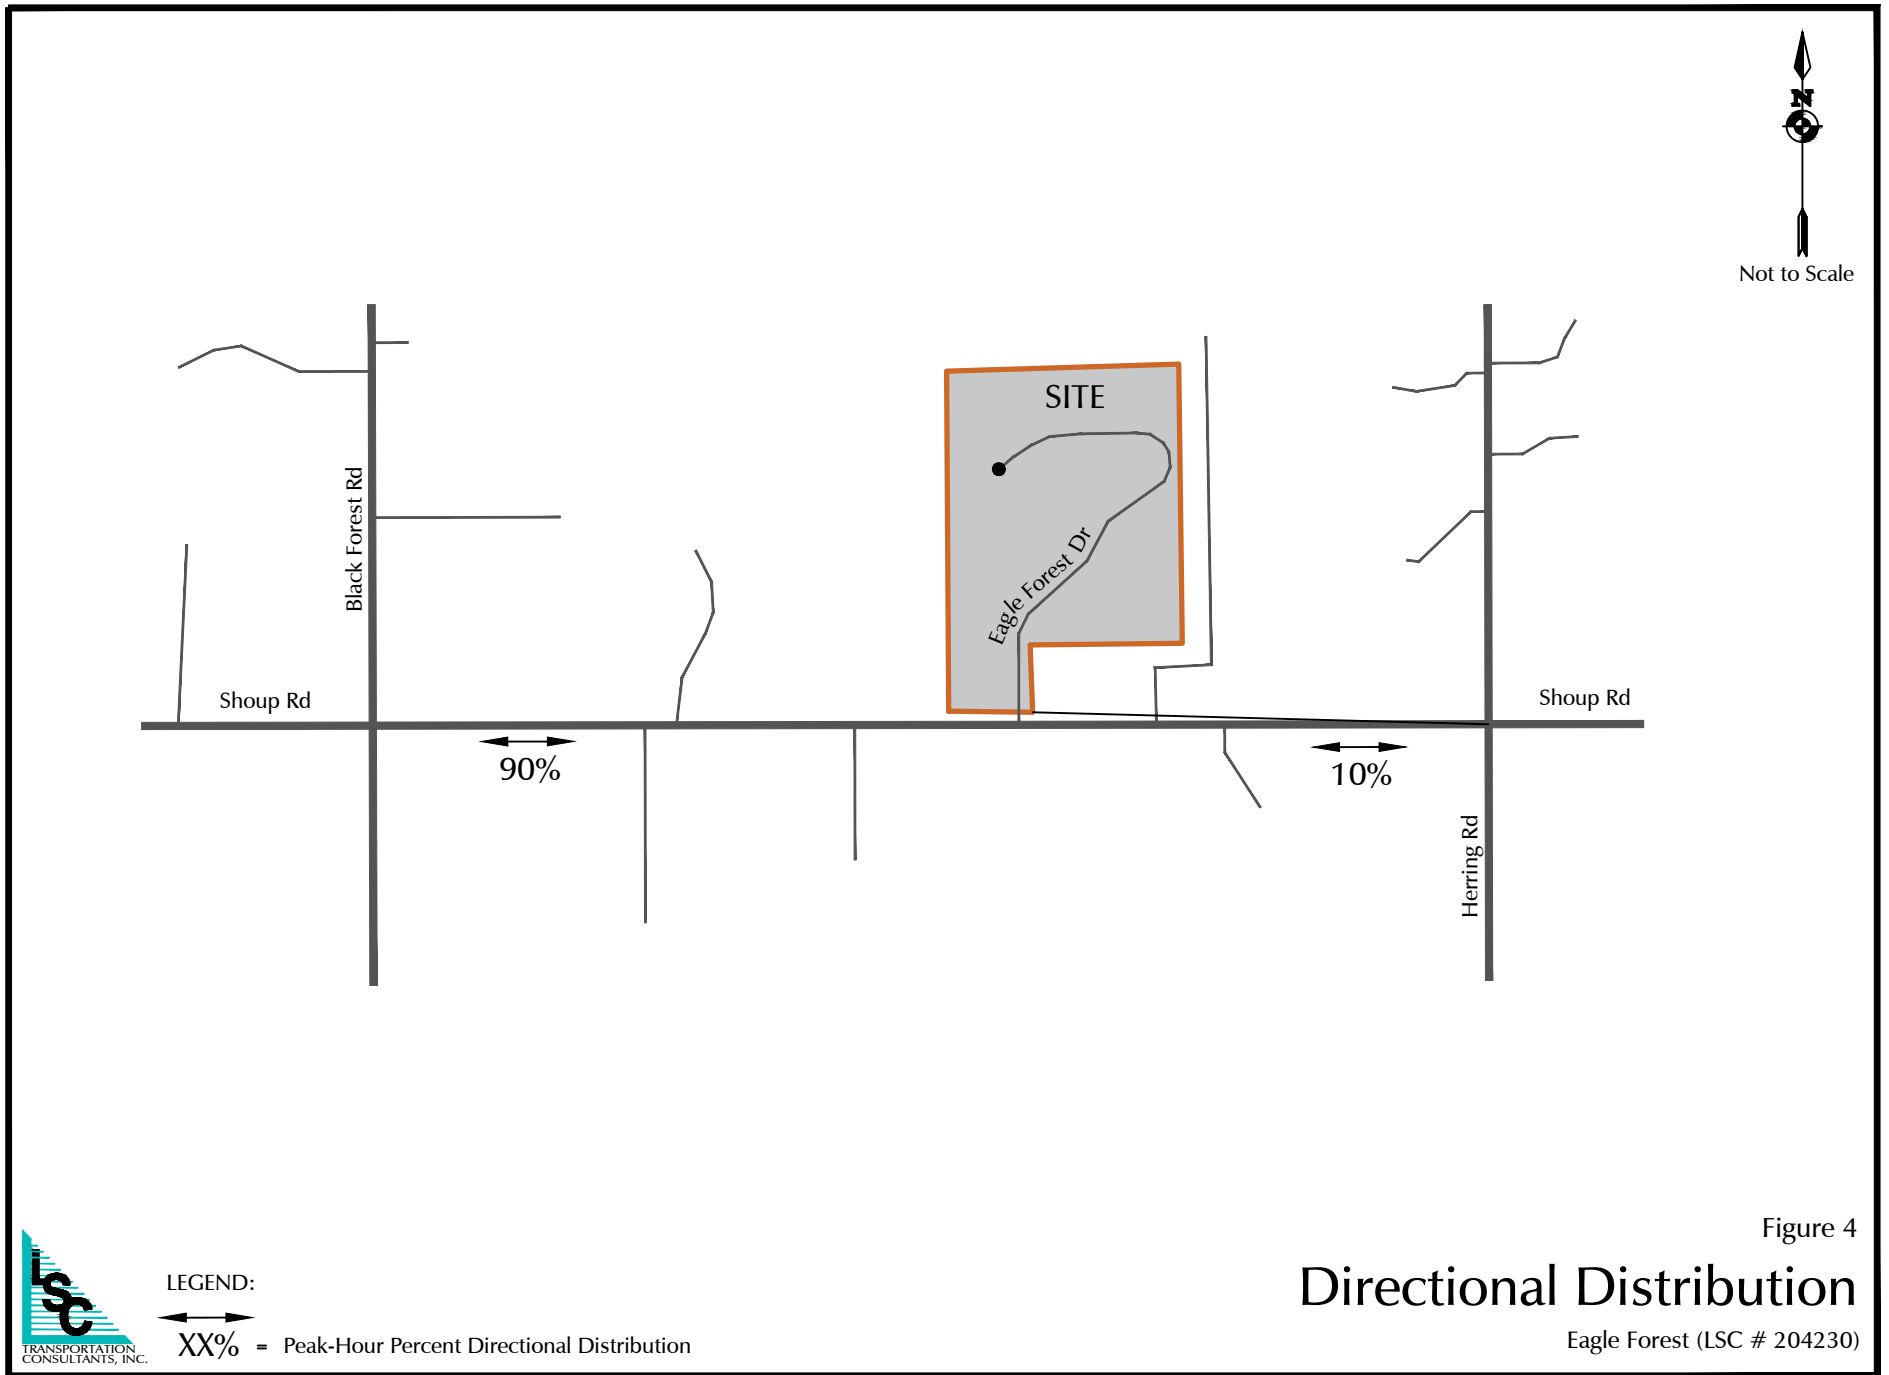 N
Not to Scale
SITE
Black Forest Rd
Eagle Forest Dr
Shoup Rd
Shoup Rd
90%
10%
Herring Rd
Figure 4
Directional Distribution
Eagle Forest (LSC # 204230)
LSC
TRANSPORTATION
CONSULTANTS, INC.
LEGEND:
XX% = Peak-Hour Percent Directional Distribution